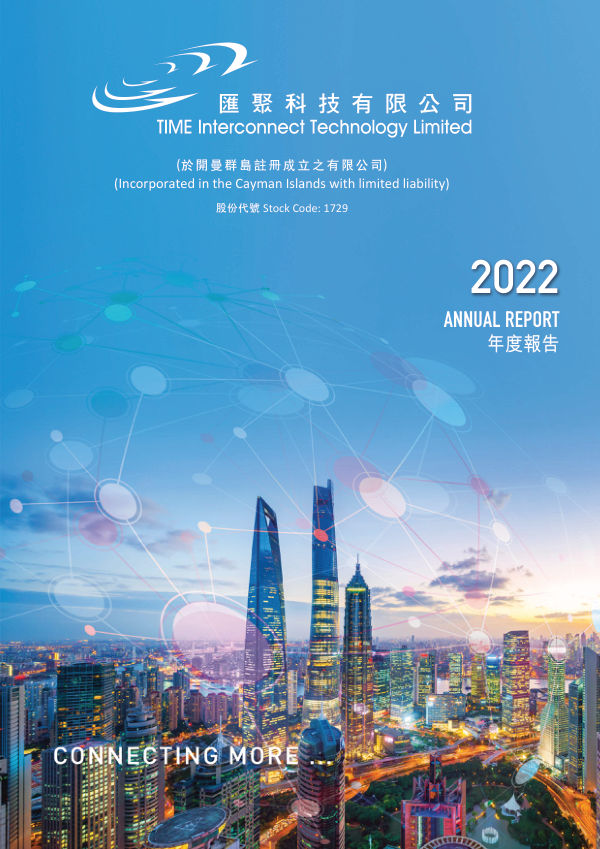 匯聚科技有限公司
TIME Interconnect Technology Limited
(於開曼群島註冊成立之有限公司)
(Incorporated in the Cayman Islands with limited liability)
股份代號 Stock Code: 1729
2022
ANNUAL REPORT
年度報告
CONNECTING MORE ...